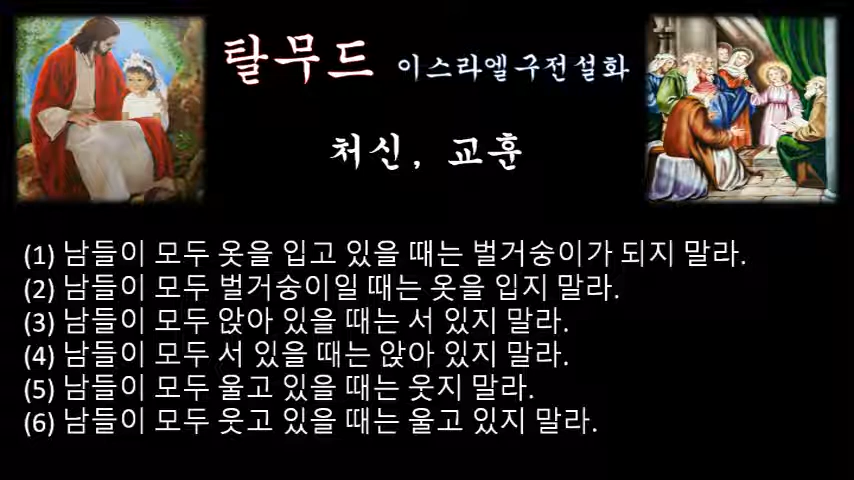 탈무드 이스라엘구전설화
처신, 교훈
(1) 남들이 모두 옷을 입고 있을 때는 벌거숭이가 되지 말라.
(2) 남들이 모두 벌거숭이일 때는 옷을 입지 말라.
(3) 남들이 모두 앉아 있을 때는 서 있지 말라.
(4) 남들이 모두 서 있을 때는 앉아 있지 말라.
(5) 남들이 모두 울고 있을 때는 웃지 말라.
(6) 남들이 모두 웃고 있을 때는 울고 있지 말라.